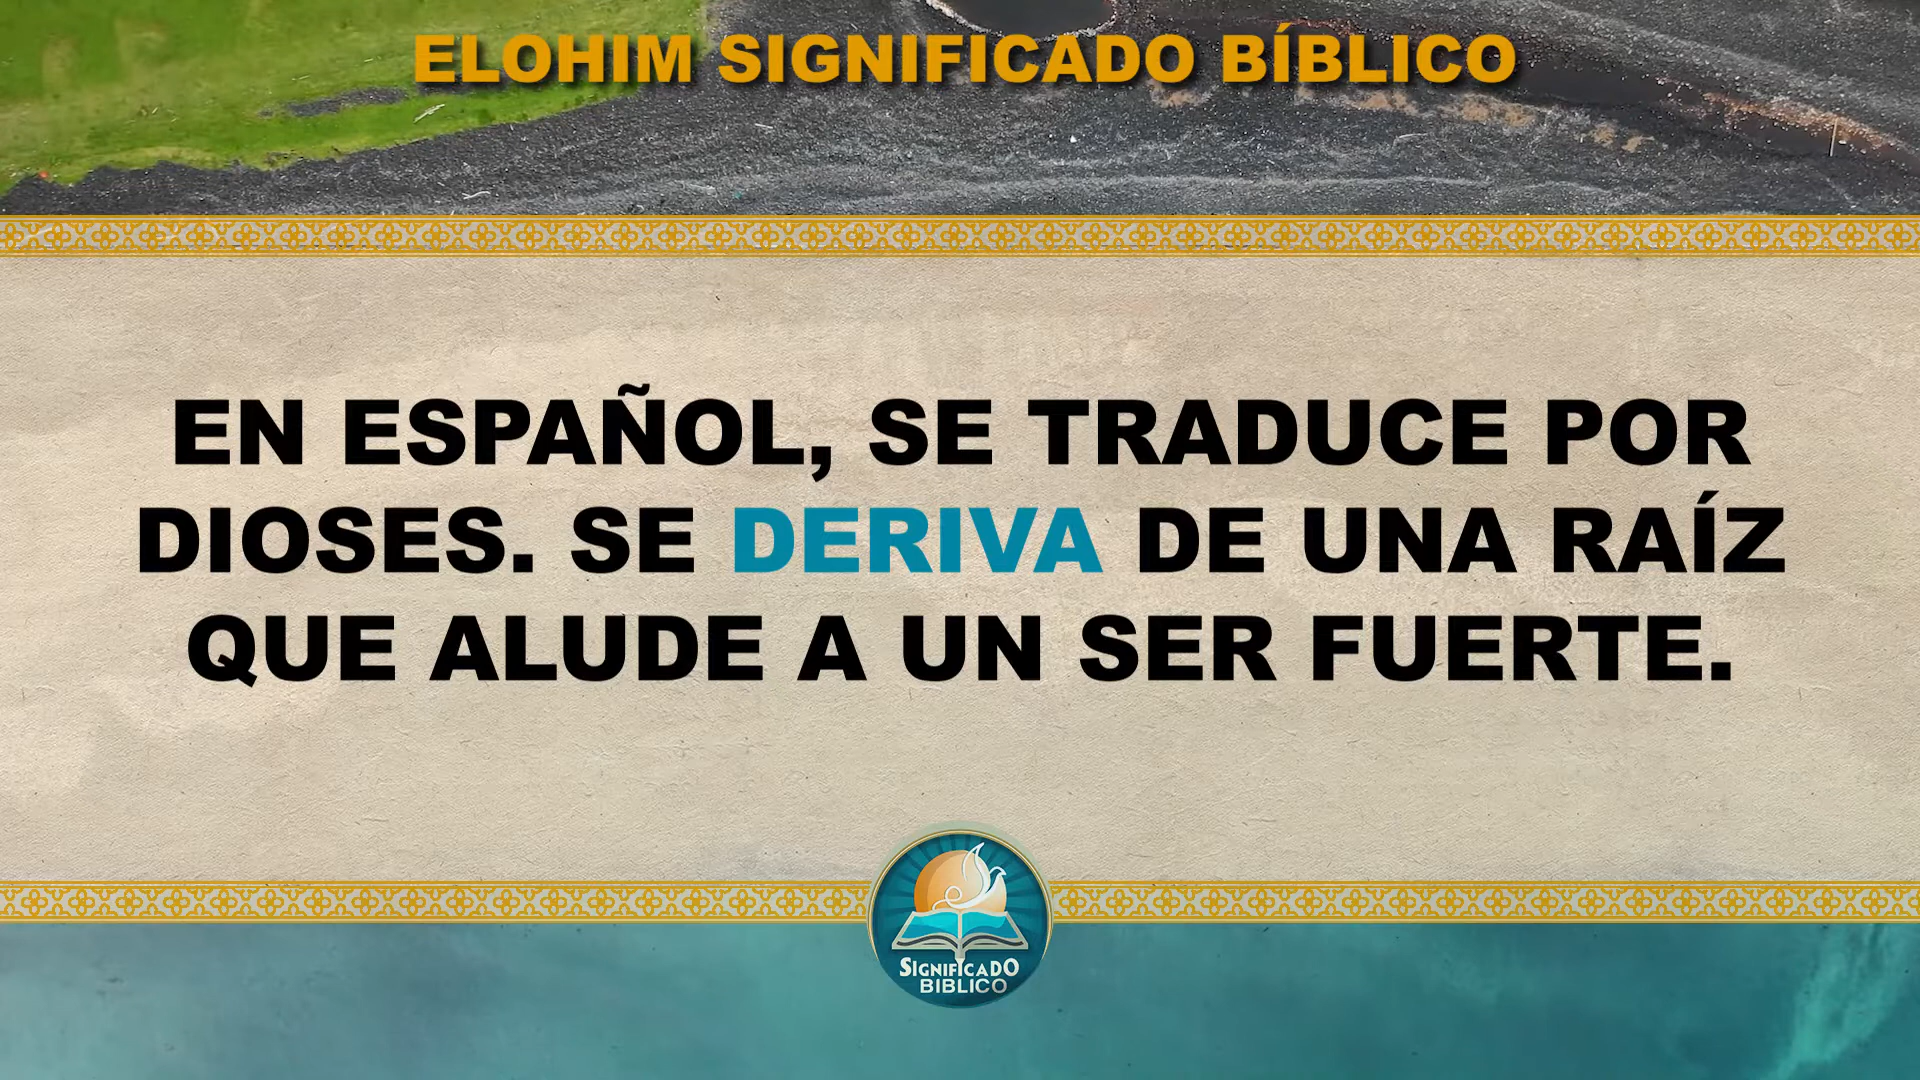 ELOHIM SIGNIFICADO BÍBLICO
EN ESPAÑOL, SE TRADUCE POR
DIOSES. SE DERIVA DE UNA RAÍZ
QUE ALUDE A UN SER FUERTE.
SIGNIFICADO
BIBLICO